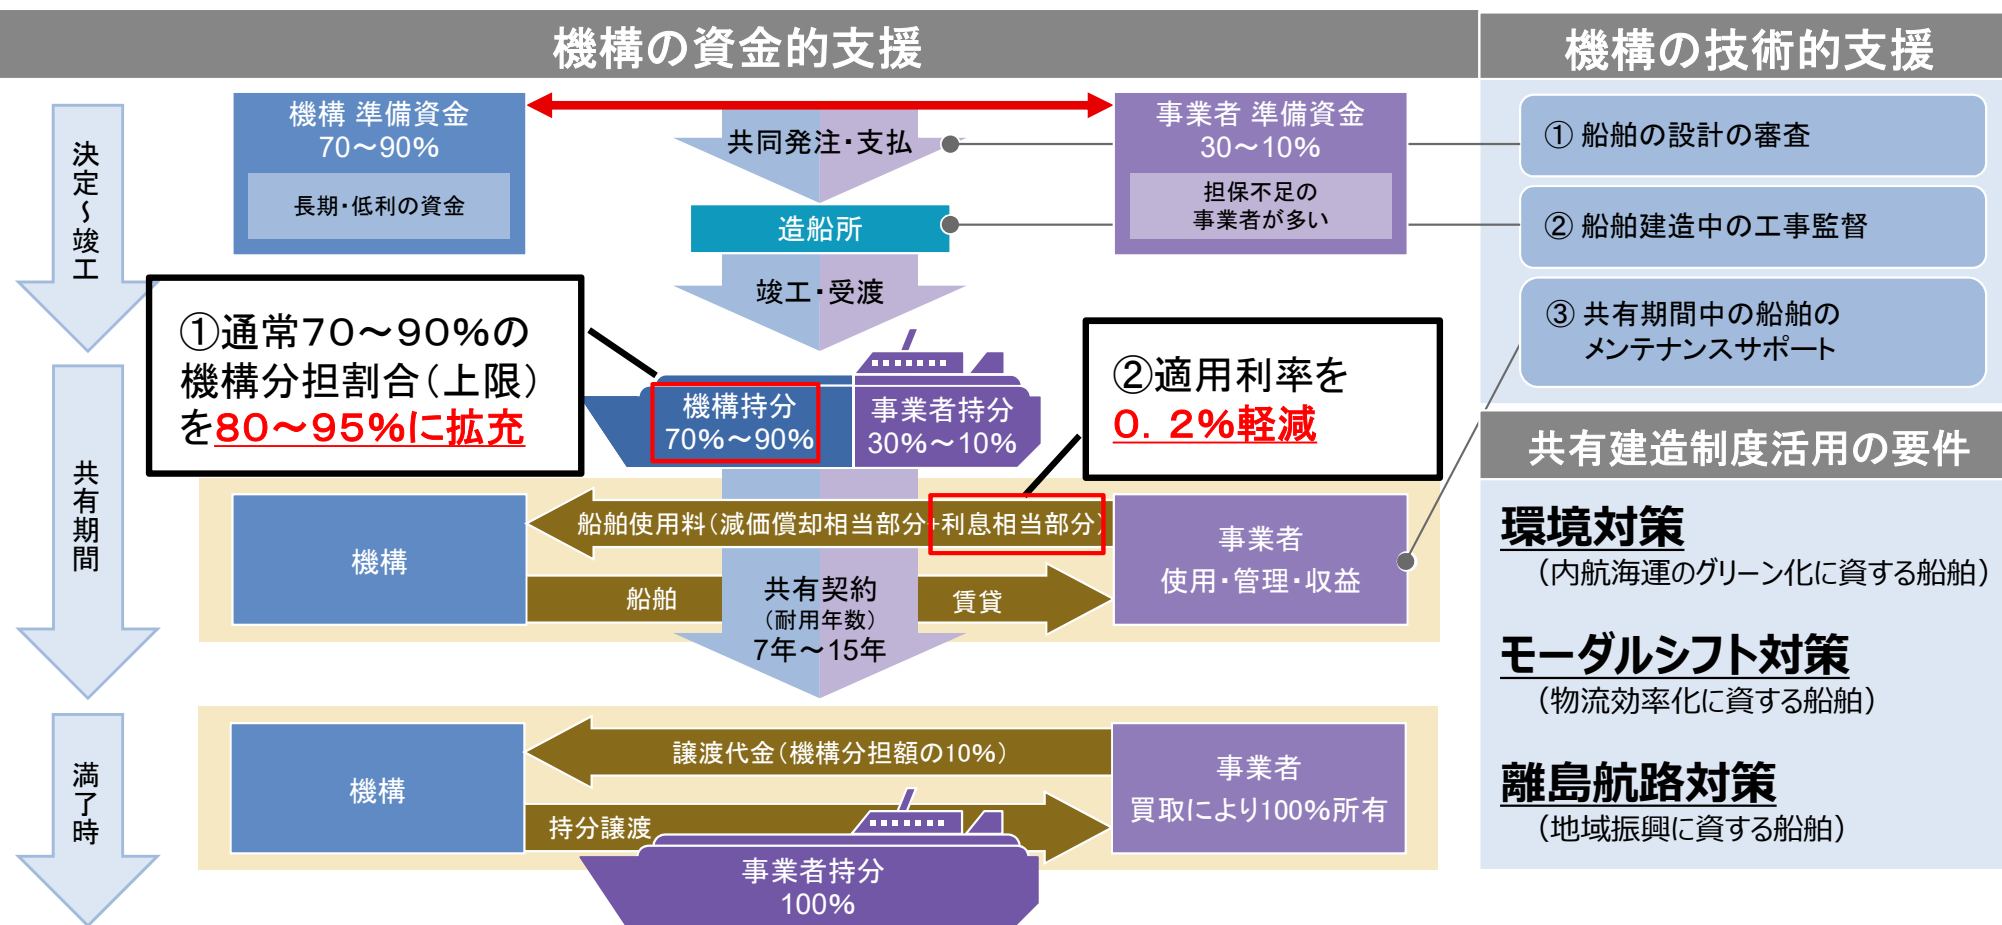 機構の資金的支援
決定～竣工
機構 準備資金
70～90%
長期・低利の資金
共同発注・支払
事業者 準備資金
30～10%
担保不足の
事業者が多い
造船所
竣工・受渡
①通常70～90%の
機構分担割合（上限）
を80～95%に拡充
②適用利率を
0．2%軽減
共有期間
機構持分
70%～90%
事業者持分
30%～10%
機構
船舶使用料（減価償却相当部分+利息相当部分）
船舶
賃貸
共有契約
（耐用年数）
7年～15年
事業者
使用・管理・収益
満了時
機構
譲渡代金（機構分担額の10%）
持分譲渡
事業者
買取により100%所有
事業者持分
100%
機構の技術的支援
① 船舶の設計の審査
② 船舶建造中の工事監督
③ 共有期間中の船舶の
メンテナンスサポート
共有建造制度活用の要件
環境対策
（内航海運のグリーン化に資する船舶）
モーダルシフト対策
（物流効率化に資する船舶）
離島航路対策
（地域振興に資する船舶）